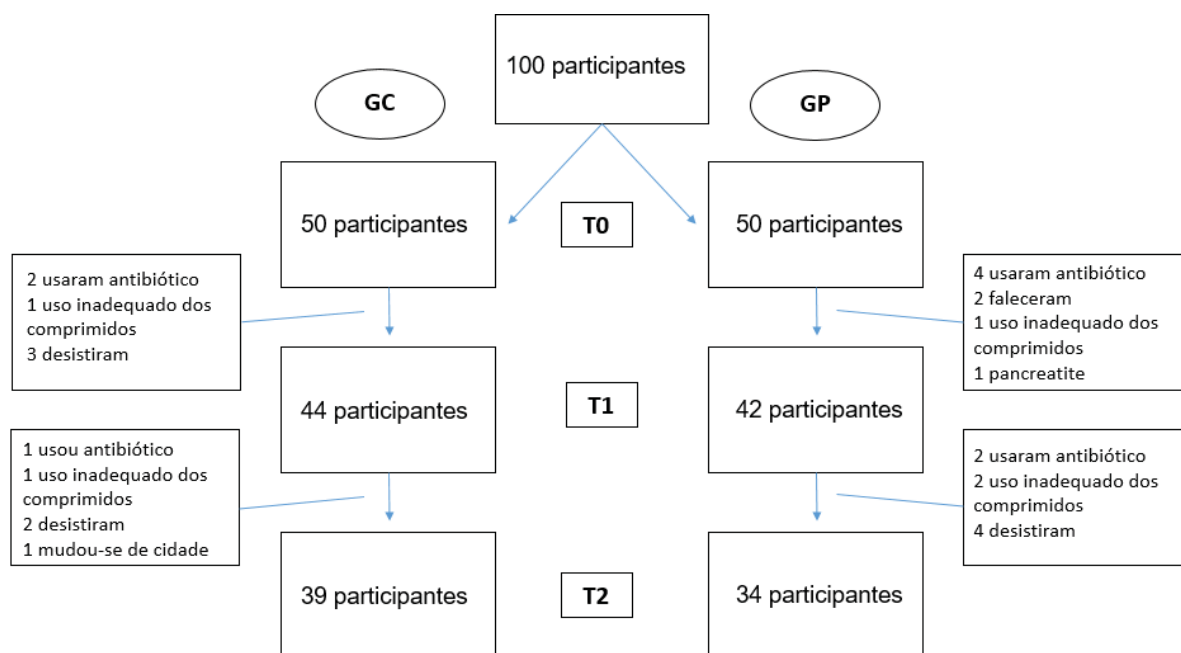 100 participantes
GC
GP
50 participantes
T0
50 participantes
2 usaram antibiótico
1 uso inadequado dos
comprimidos
3 desistiram
4 usaram antibiótico
2 faleceram
1 uso inadequado dos
comprimidos
1 pancreatite
44 participantes
T1
42 participantes
1 usou antibiótico
1 uso inadequado dos
comprimidos
2 desistiram
1 mudou-se de cidade
2 usaram antibiótico
2 uso inadequado dos
comprimidos
4 desistiram
39 participantes
T2
34 participantes